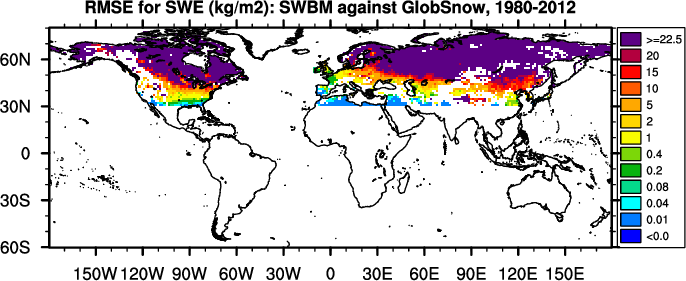 RMSE for SWE (kg/m2): SWBM against GlobSnow, 1980-2012
60N
30N
0
30S
60S
150W 120W 90W 60W 30W 0 30E 60E 90E 120E 150E
>=22.5
20
15
10
5
2
1
0.4
0.2
0.08
0.04
0.01
<0.0